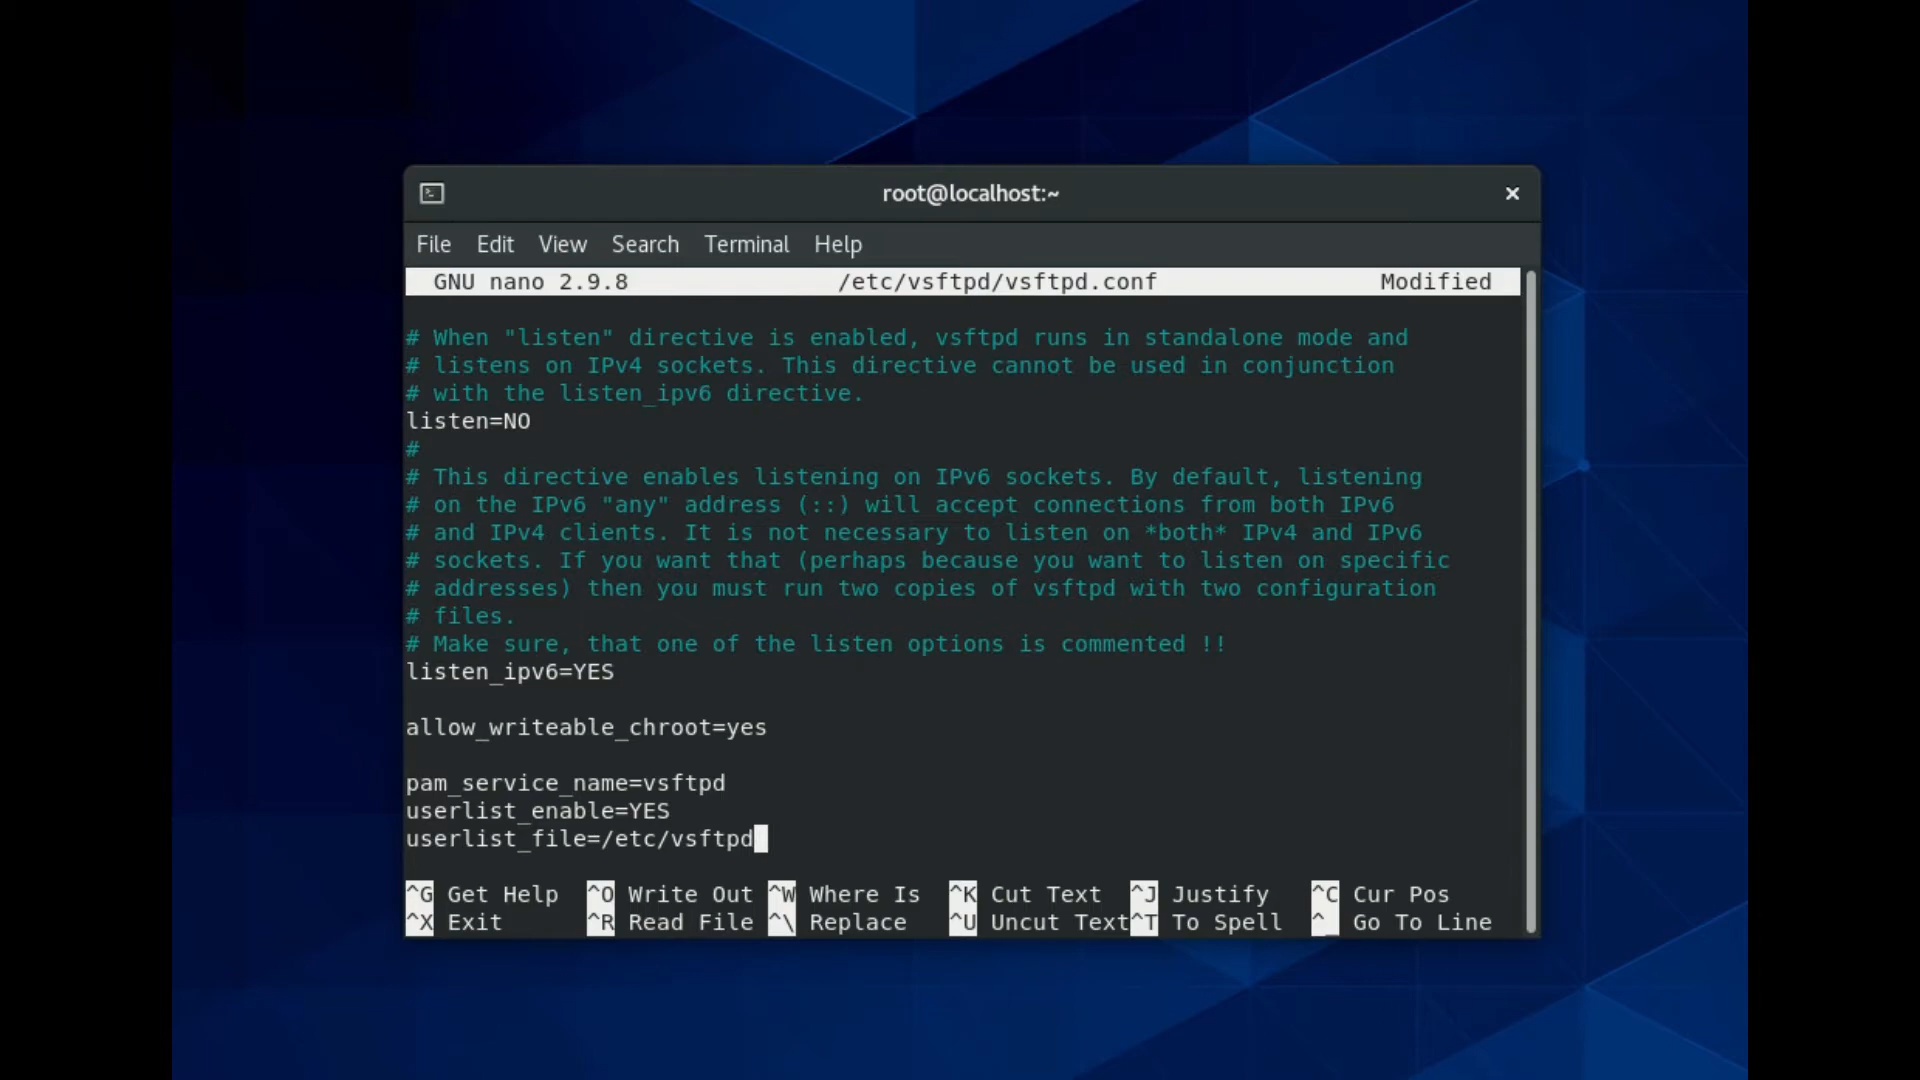 root@localhost:~
File Edit View Search Terminal Help
GNU nano 2.9.8 /etc/vsftpd/vsftpd.conf Modified
# When "listen" directive is enabled, vsftpd runs in standalone mode and
# listens on IPv4 sockets. This directive cannot be used in conjunction
# with the listen_ipv6 directive.
listen=NO
#
# This directive enables listening on IPv6 sockets. By default, listening
# on the IPv6 "any" address (::) will accept connections from both IPv6
# and IPv4 clients. It is not necessary to listen on *both* IPv4 and IPv6
# sockets. If you want that (perhaps because you want to listen on specific
# addresses) then you must run two copies of vsftpd with two configuration
# files.
# Make sure, that one of the listen options is commented !!
listen_ipv6=YES
allow_writeable_chroot=yes
pam_service_name=vsftpd
userlist_enable=YES
userlist_file=/etc/vsftpd
^G Get Help ^O Write Out ^W Where Is ^K Cut Text ^J Justify ^C Cur Pos
^X Exit ^R Read File ^\ Replace ^U Uncut Text ^T To Spell ^_ Go To Line